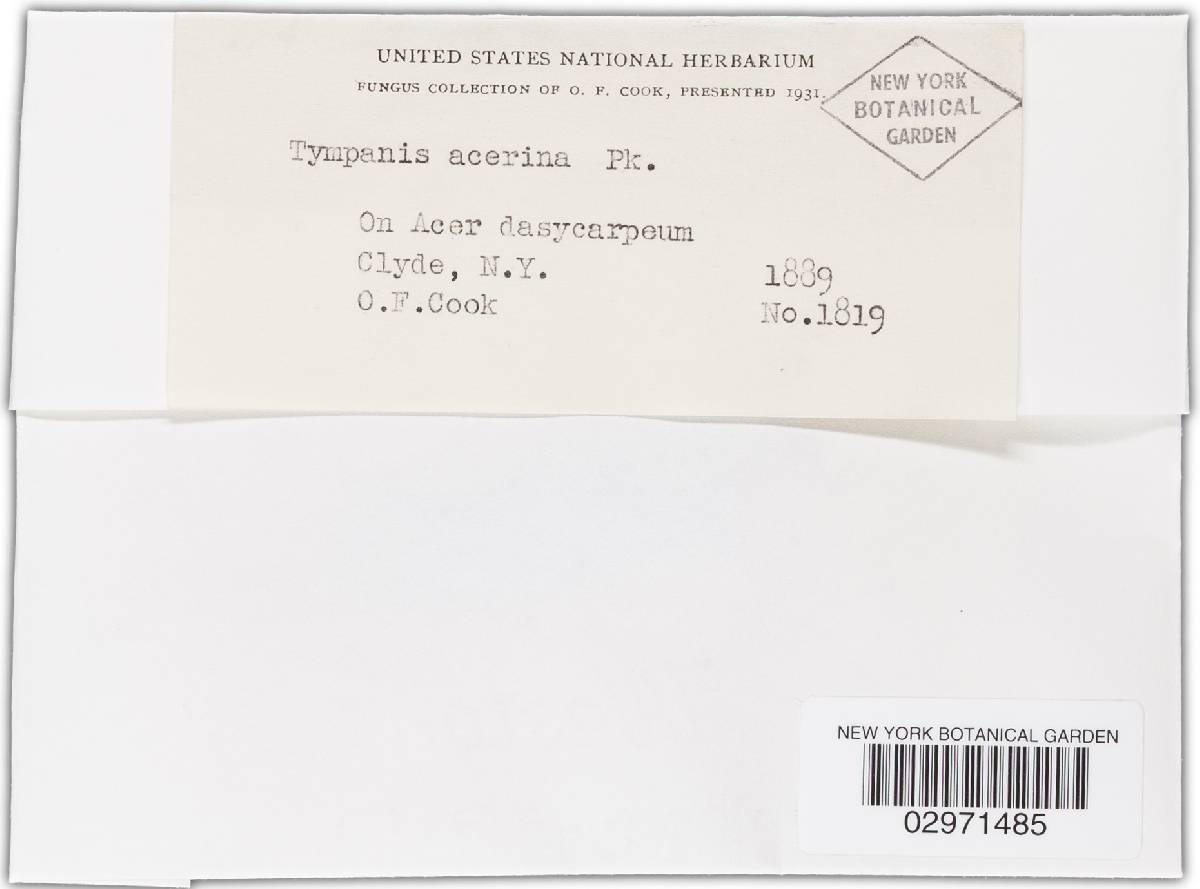 UNITED STATES NATIONAL HERBARIUM
FUNGUS COLLECTION OF O. F. COOK, PRESENTED 1931.
NEW YORK
BOTANICAL
GARDEN
Tympanis acerina Pk.
On Acer dasycarpeum
Clyde, N.Y. 1889
O.F.Cook No.1819
NEW YORK BOTANICAL GARDEN
02971485